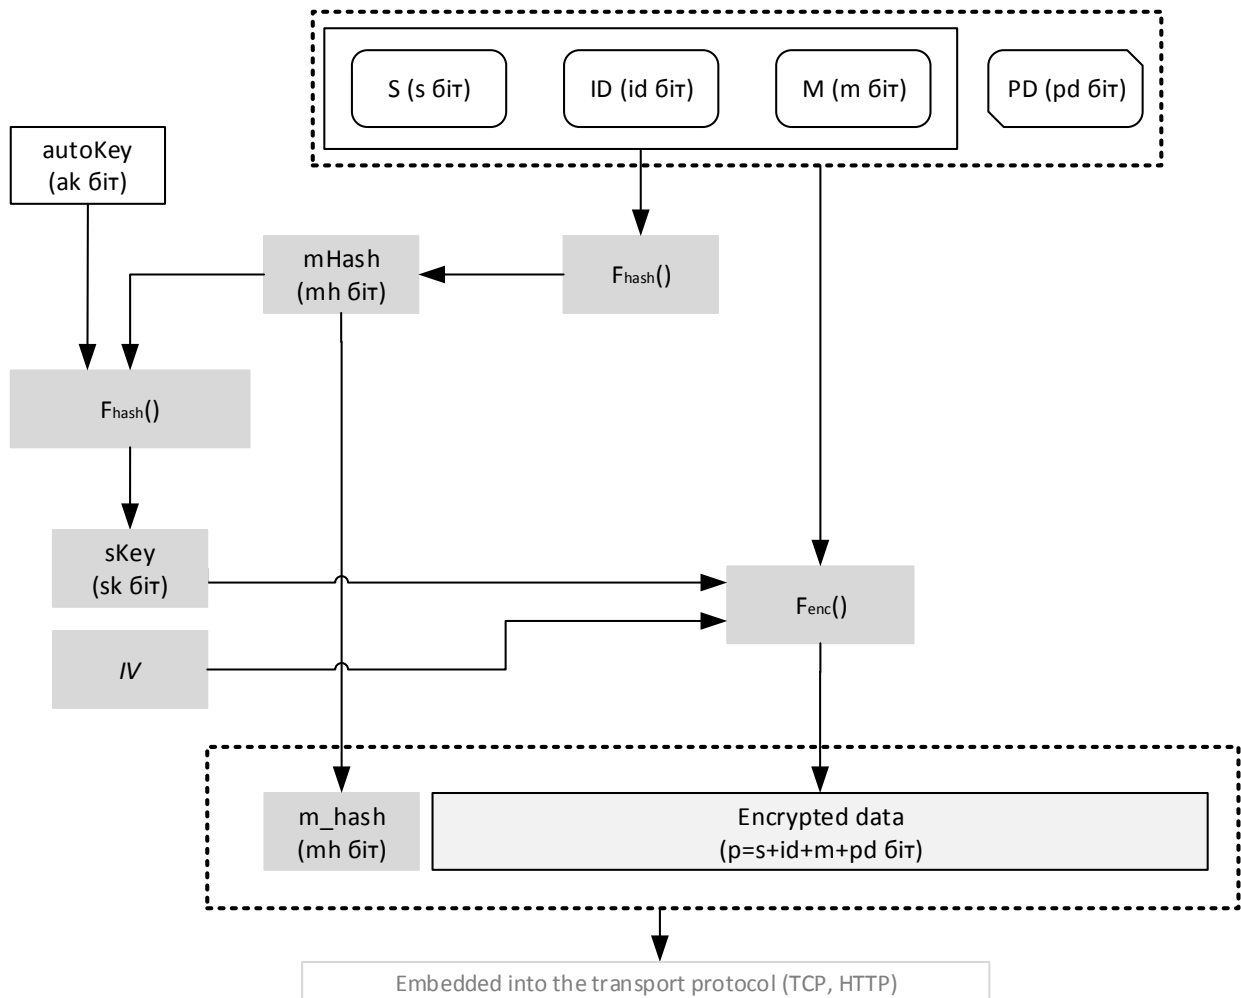 S (s біт)
ID (id біт)
M (m біт)
PD (pd біт)
autoKey
(ak біт)
mHash
(mh біт)
Fhash()
Fhash()
sKey
(sk біт)
Fenc()
IV
m_hash
(mh біт)
Encrypted data
(p=s+id+m+pd біт)
Embedded into the transport protocol (TCP, HTTP)